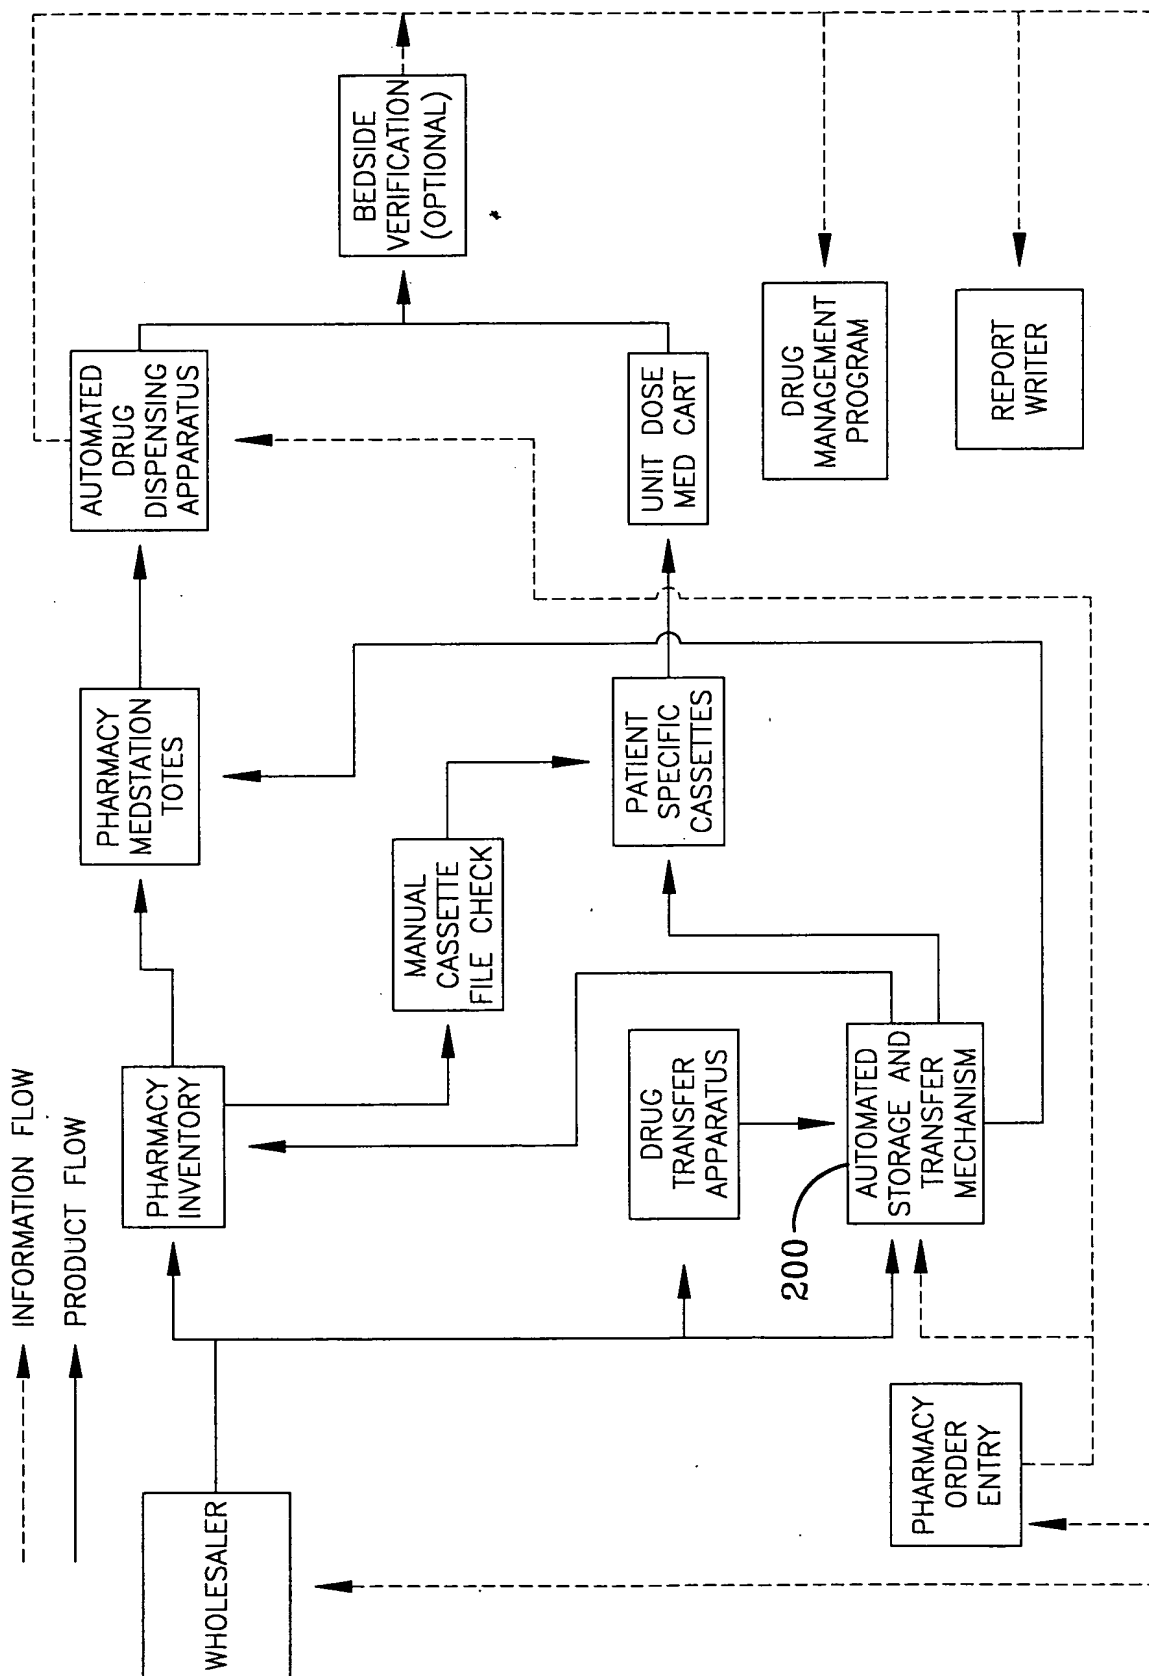 INFORMATION FLOW
PRODUCT FLOW
WHOLESALER
PHARMACY
INVENTORY
PHARMACY
MEDSTATION
TOTES
AUTOMATED
DRUG
DISPENSING
APPARATUS
BEDSIDE
VERIFICATION
(OPTIONAL)
MANUAL
CASSETTE
FILE CHECK
PATIENT
SPECIFIC
CASSETTES
UNIT DOSE
MED CART
DRUG
TRANSFER
APPARATUS
200
AUTOMATED
STORAGE AND
TRANSFER
MECHANISM
PHARMACY
ORDER
ENTRY
DRUG
MANAGEMENT
PROGRAM
REPORT
WRITER